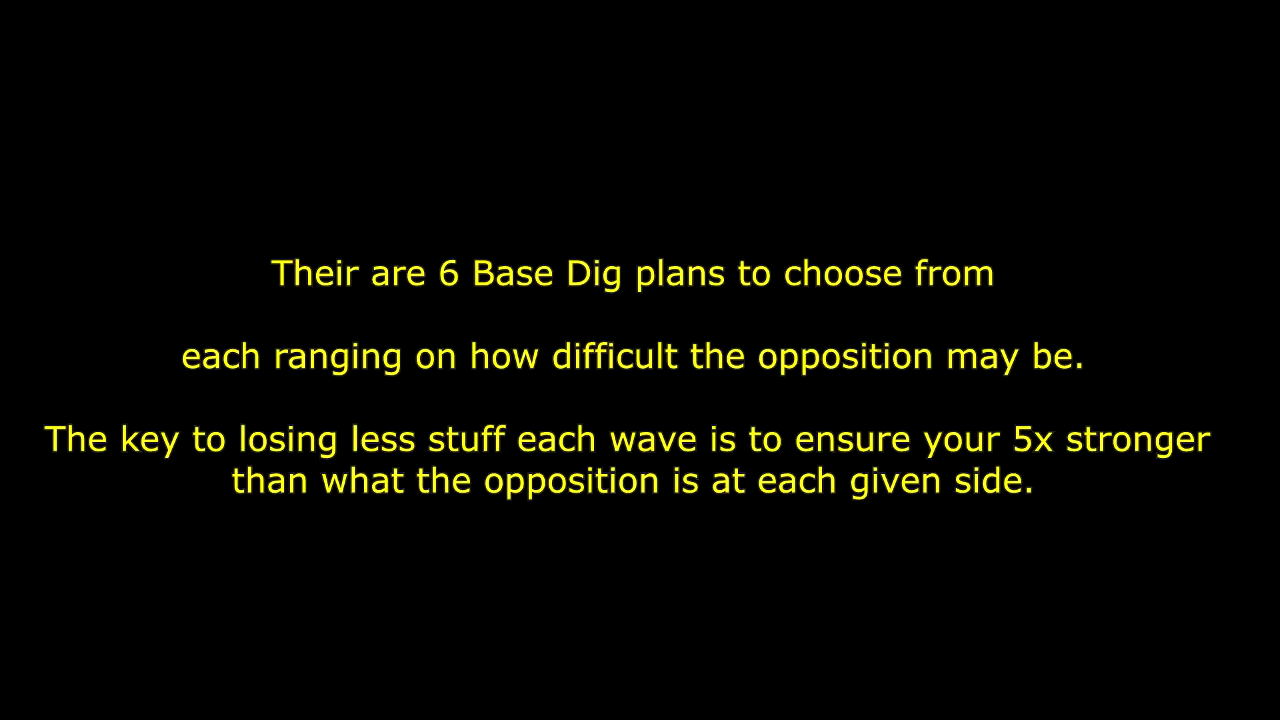 Their are 6 Base Dig plans to choose from
each ranging on how difficult the opposition may be.
The key to losing less stuff each wave is to ensure your 5x stronger
than what the opposition is at each given side.